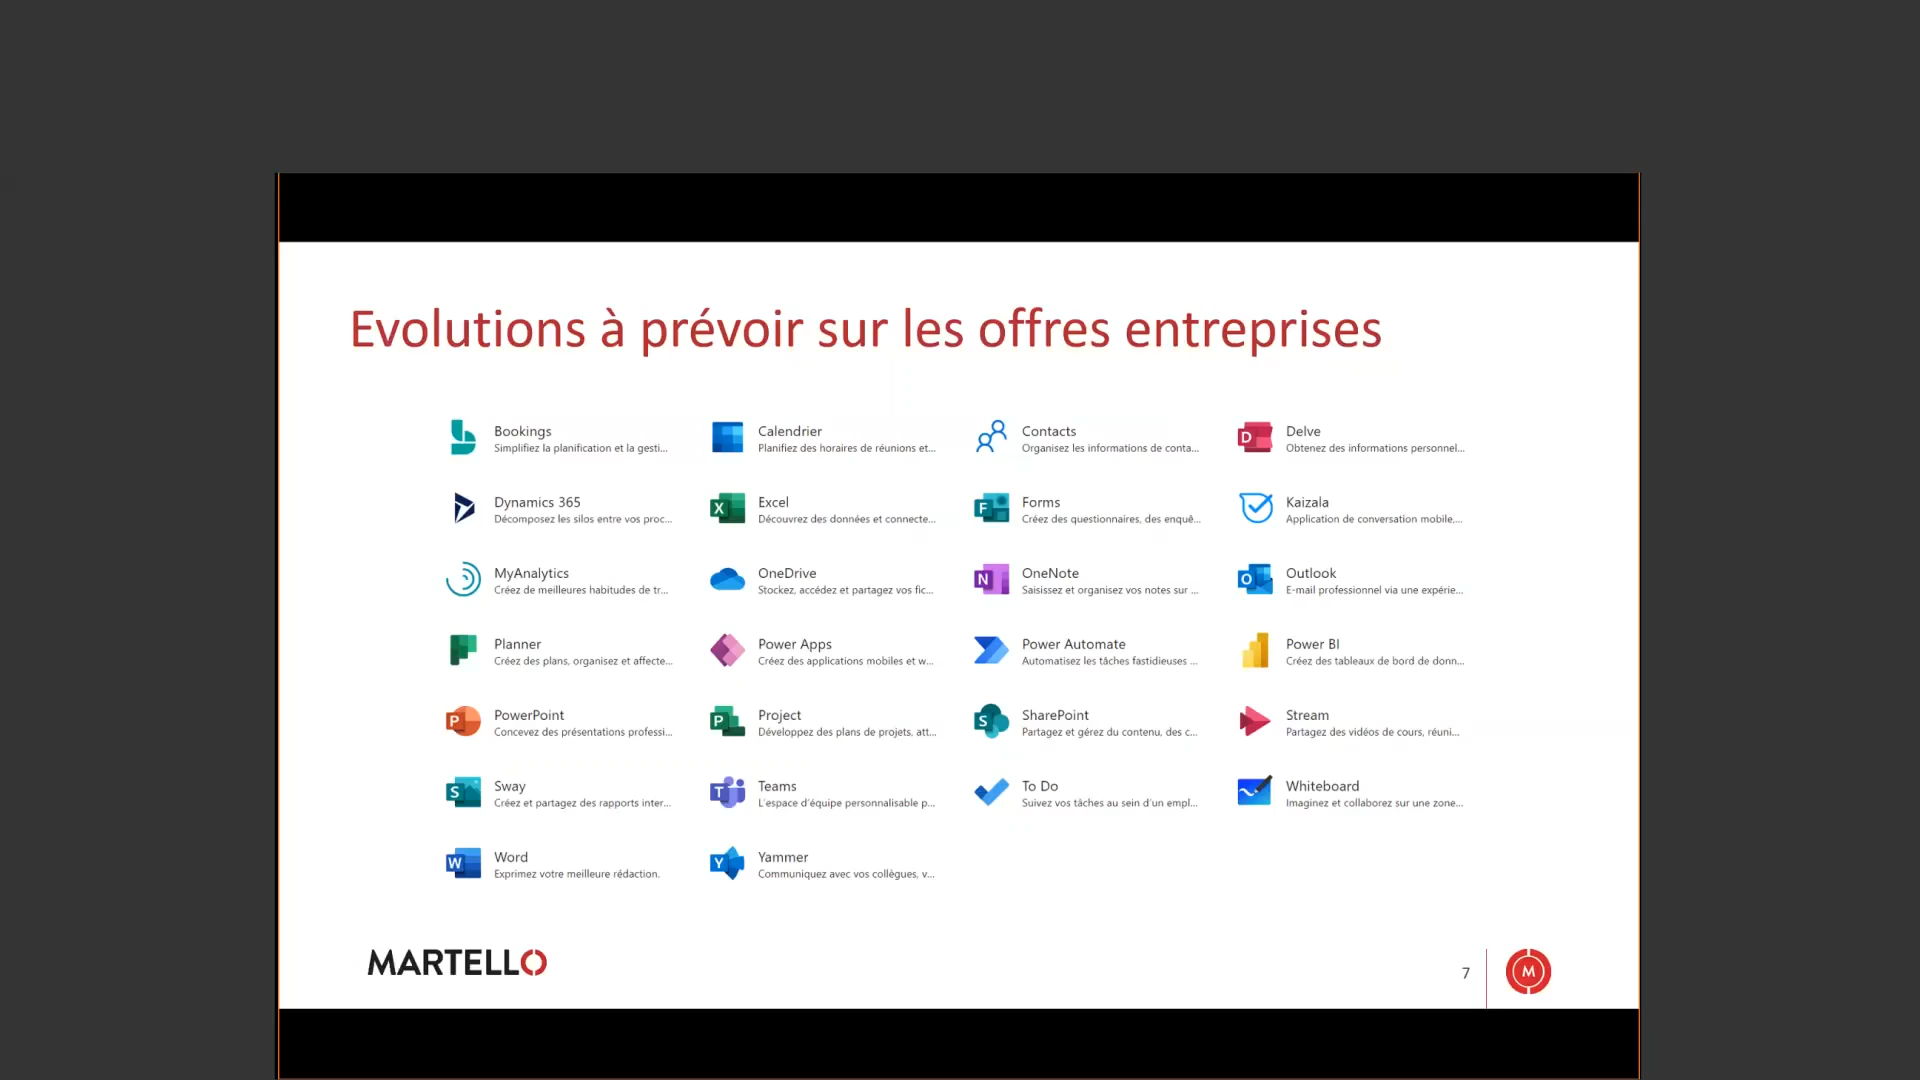 Evolutions à prévoir sur les offres entreprises
Bookings
Simplifiez la planification et la gesti...
Calendrier
Planifiez des horaires de réunions et...
Contacts
Organisez les informations de conta...
Delve
Obtenez des informations personnel...
Dynamics 365
Décomposez les silos entre vos proc...
Excel
Découvrez des données et connecte...
Forms
Créez des questionnaires, des enquê...
Kaizala
Application de conversation mobile,...
MyAnalytics
Créez de meilleures habitudes de tr...
OneDrive
Stockez, accédez et partagez vos fic...
OneNote
Saisissez et organisez vos notes sur ...
Outlook
E-mail professionnel via une expérie...
Planner
Créez des plans, organisez et affecte...
Power Apps
Créez des applications mobiles et w...
Power Automate
Automatisez les tâches fastidieuses ...
Power BI
Créez des tableaux de bord de donn...
PowerPoint
Concevez des présentations professi...
Project
Développez des plans de projets, att...
SharePoint
Partagez et gérez du contenu, des c...
Stream
Partagez des vidéos de cours, réuni...
Sway
Créez et partagez des rapports inter...
Teams
L'espace d'équipe personnalisable p...
To Do
Suivez vos tâches au sein d'un empl...
Whiteboard
Imaginez et collaborez sur une zone...
Word
Exprimez votre meilleure rédaction.
Yammer
Communiquez avec vos collègues, v...
MARTELLO
7
M